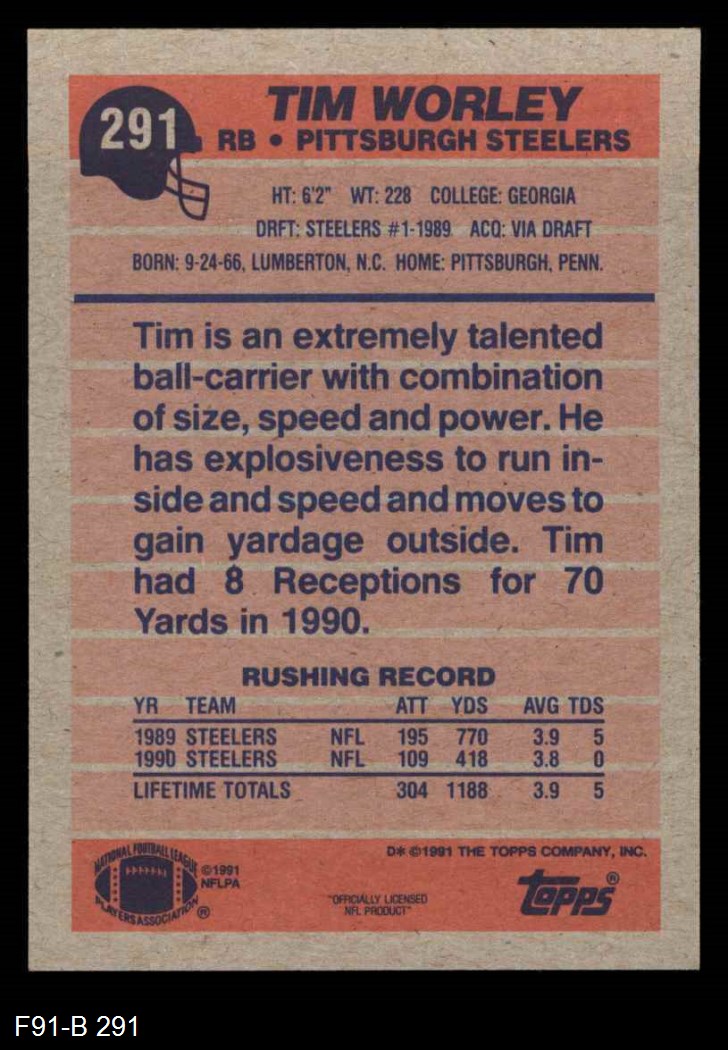 291
TIM WORLEY
RB • PITTSBURGH STEELERS
HT: 6'2" WT: 228 COLLEGE: GEORGIA
DRFT: STEELERS #1-1989 ACQ: VIA DRAFT
BORN: 9-24-66, LUMBERTON, N.C. HOME: PITTSBURGH, PENN.
Tim is an extremely talented
ball-carrier with combination
of size, speed and power. He
has explosiveness to run in-
side and speed and moves to
gain yardage outside. Tim
had 8 Receptions for 70
Yards in 1990.
RUSHING RECORD
YR TEAM ATT YDS AVG TDS
1989 STEELERS NFL 195 770 3.9 5
1990 STEELERS NFL 109 418 3.8 0
LIFETIME TOTALS 304 1188 3.9 5
NATIONAL FOOTBALL LEAGUE
PLAYERS ASSOCIATION ®
©1991
NFLPA
D* ©1991 THE TOPPS COMPANY, INC.
"OFFICIALLY LICENSED
NFL PRODUCT"
topps ®
F91-B 291